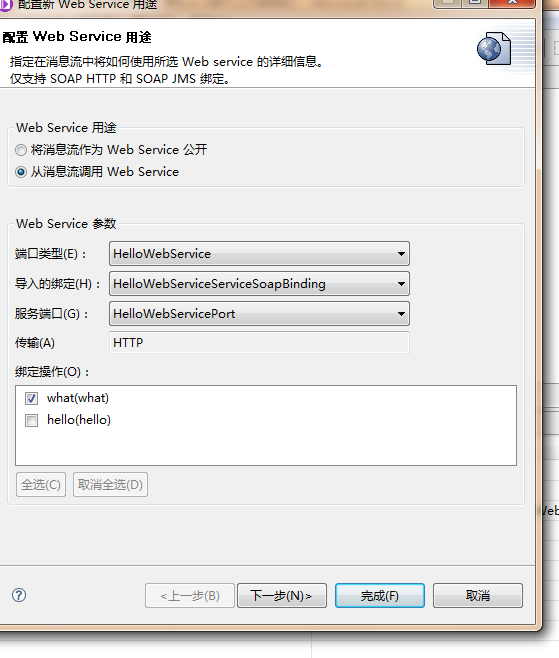 配置新 Web Service 用途
配置 Web Service 用途
指定在消息流中将如何使用所选 Web service 的详细信息。
仅支持 SOAP HTTP 和 SOAP JMS 绑定。
Web Service 用途
将消息流作为 Web Service 公开
从消息流调用 Web Service
Web Service 参数
端口类型(E)： HelloWebService
导入的绑定(H)： HelloWebServiceServiceSoapBinding
服务端口(G)： HelloWebServicePort
传输(A) HTTP
绑定操作(O)：
what(what)
hello(hello)
全选(C) 取消全选(D)
<上一步(B) 下一步(N)> 完成(F) 取消